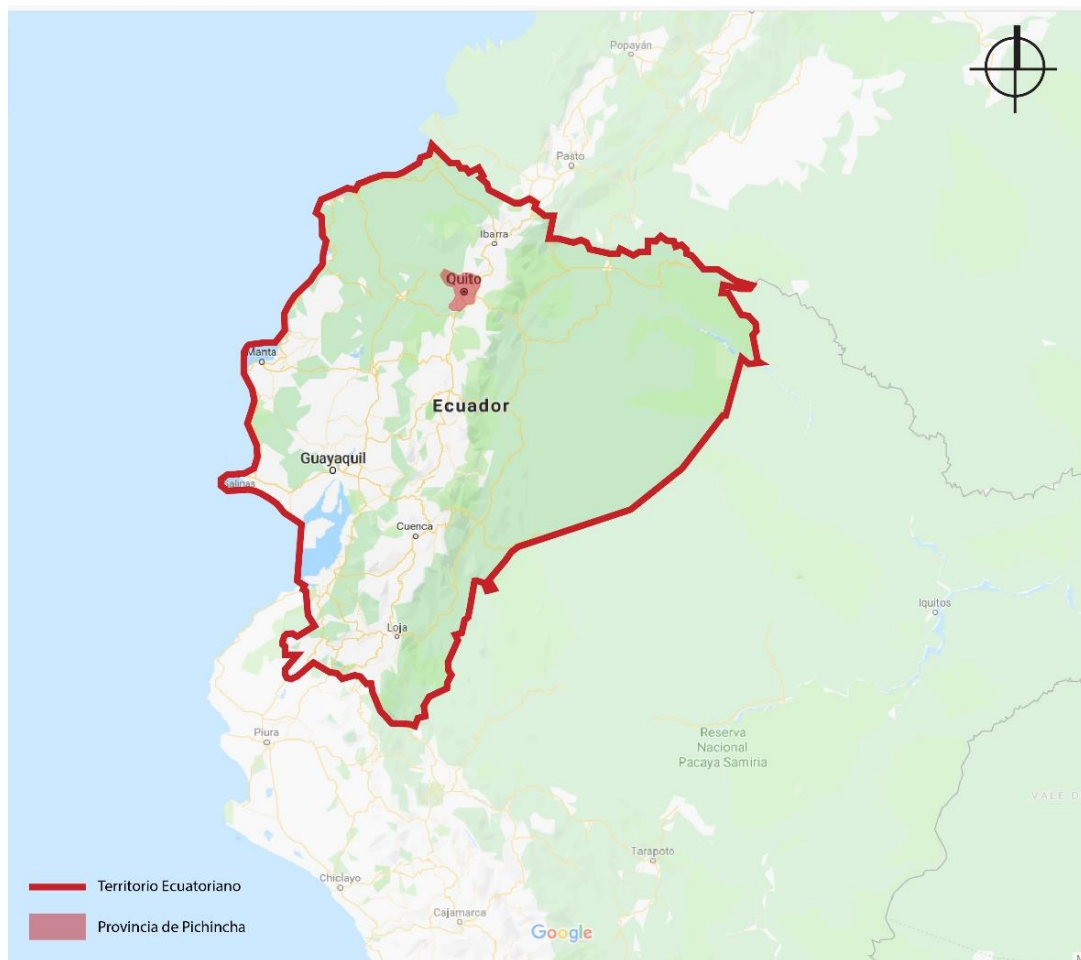 Popayán
Pasto
Ibarra
Quito
Manta
Ecuador
Guayaquil
Salinas
Cuenca
Iquitos
Loja
Piura
Reserva
Nacional
Pacaya Samiria
VALE D
Tarapoto
Chiclayo
Territorio Ecuatoriano
Cajamarca
Provincia de Pichincha
Google